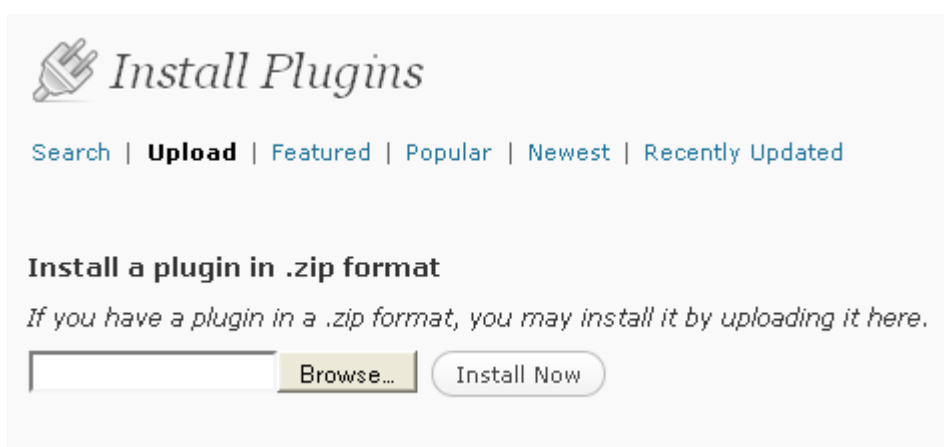 Install Plugins
Search | Upload | Featured | Popular | Newest | Recently Updated
Install a plugin in .zip format
If you have a plugin in a .zip format, you may install it by uploading it here.
Browse... Install Now